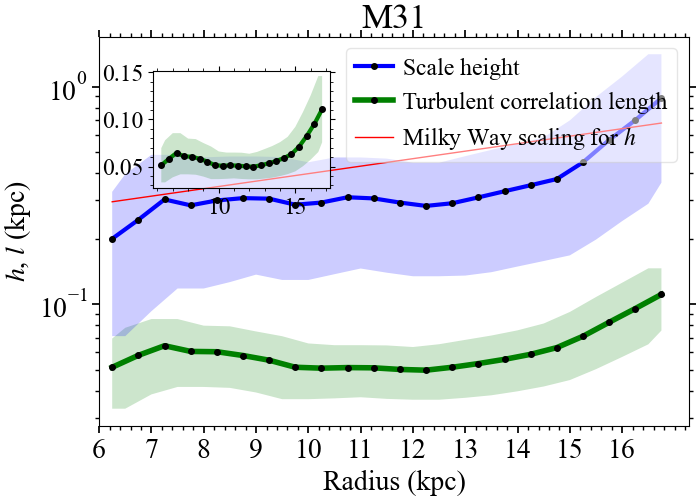 M31
Scale height
Turbulent correlation length
Milky Way scaling for h
0.15
0.10
0.05
10 15
10⁰
10⁻¹
h, l (kpc)
6 7 8 9 10 11 12 13 14 15 16
Radius (kpc)